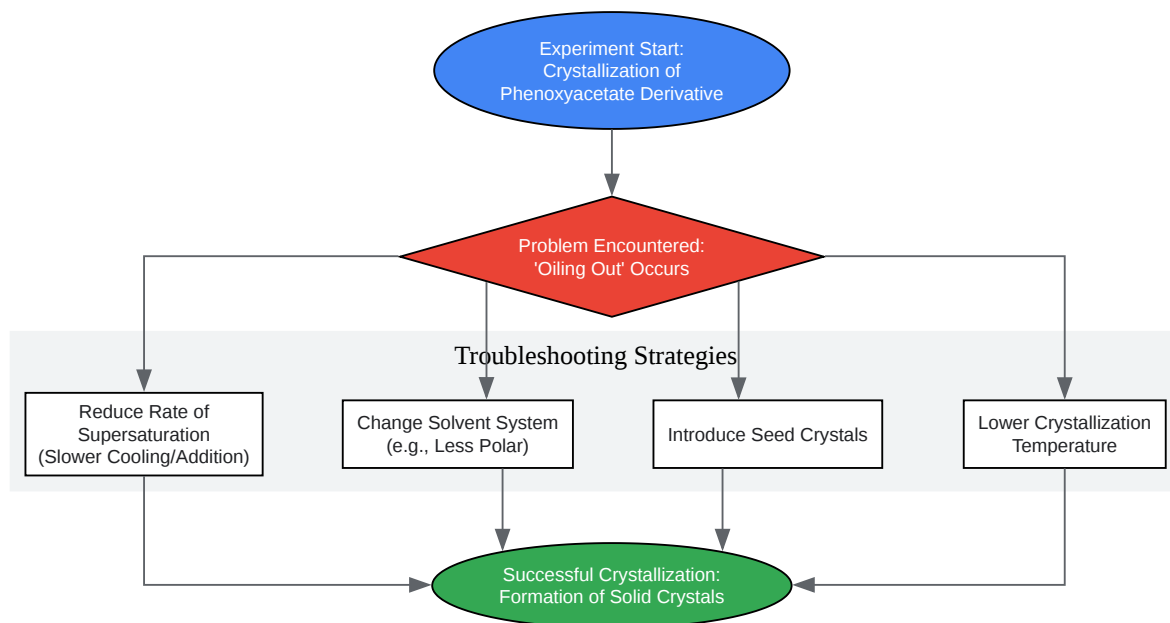 Experiment Start:
Crystallization of
Phenoxyacetate Derivative
Problem Encountered:
'Oiling Out' Occurs
Troubleshooting Strategies
Reduce Rate of
Supersaturation
(Slower Cooling/Addition)
Change Solvent System
(e.g., Less Polar)
Introduce Seed Crystals
Lower Crystallization
Temperature
Successful Crystallization:
Formation of Solid Crystals